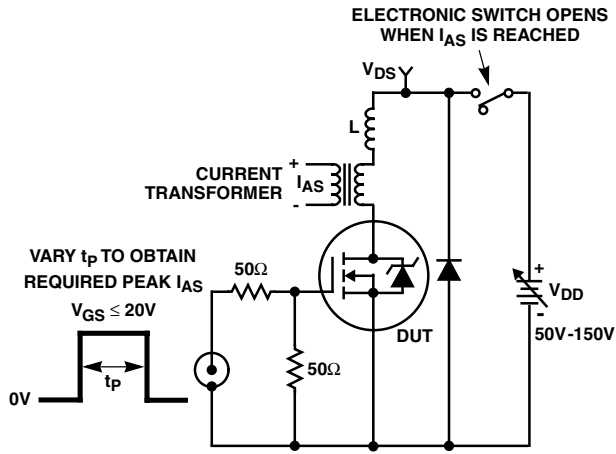 ELECTRONIC SWITCH OPENS
WHEN IAS IS REACHED
VDS
L
CURRENT
TRANSFORMER
+
IAS
-
VARY tP TO OBTAIN
REQUIRED PEAK IAS
50Ω
VGS ≤ 20V
DUT
+
VDD
-
50V-150V
50Ω
0V
tP